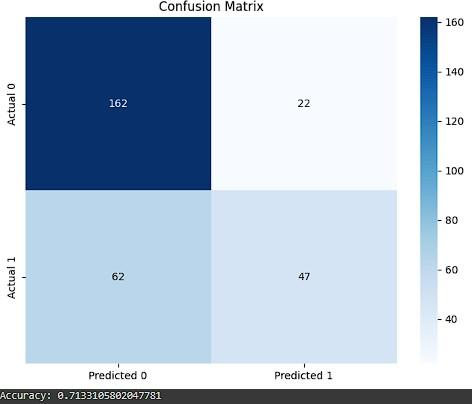 Confusion Matrix
160
140
120
100
80
60
40
Actual 0
162
22
Actual 1
62
47
Predicted 0
Predicted 1
Accuracy: 0.7133105802047781